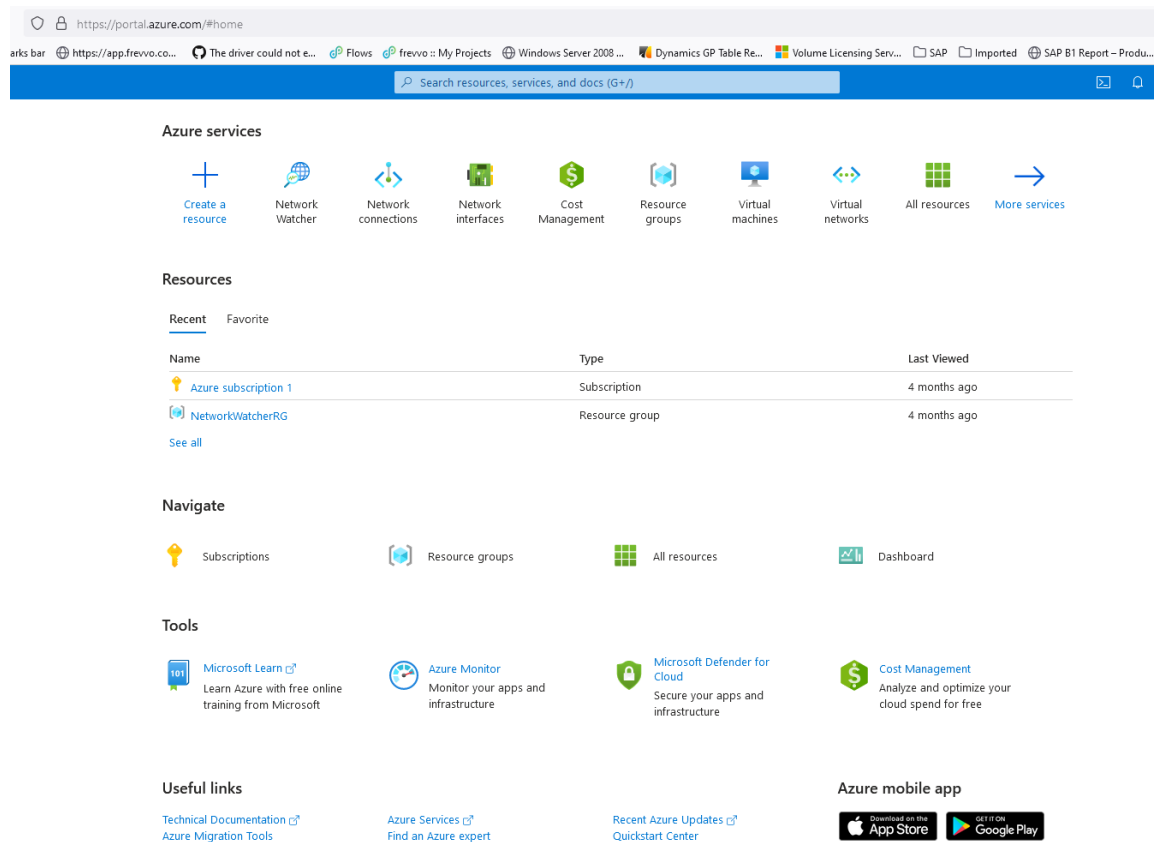 https://portal.azure.com/#home
arks bar https://app.frevvo.co... The driver could not e... Flows frevvo :: My Projects Windows Server 2008 ... Dynamics GP Table Re... Volume Licensing Serv... SAP Imported SAP B1 Report – Produ...
Search resources, services, and docs (G+/)
Azure services
Create a resource
Network Watcher
Network connections
Network interfaces
Cost Management
Resource groups
Virtual machines
Virtual networks
All resources
More services
Resources
Recent Favorite
Name Type Last Viewed
Azure subscription 1 Subscription 4 months ago
NetworkWatcherRG Resource group 4 months ago
See all
Navigate
Subscriptions Resource groups All resources Dashboard
Tools
101
Microsoft Learn
Learn Azure with free online
training from Microsoft
Azure Monitor
Monitor your apps and
infrastructure
Microsoft Defender for
Cloud
Secure your apps and
infrastructure
Cost Management
Analyze and optimize your
cloud spend for free
Useful links
Technical Documentation Azure Services Recent Azure Updates
Azure Migration Tools Find an Azure expert Quickstart Center
Azure mobile app
Download on the
App Store
GET IT ON
Google Play